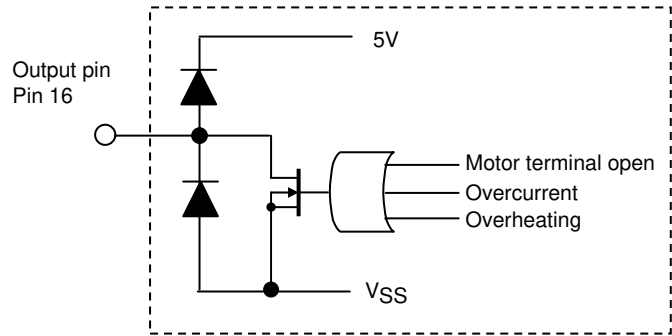 5V
Output pin
Pin 16
Motor terminal open
Overcurrent
Overheating
VSS